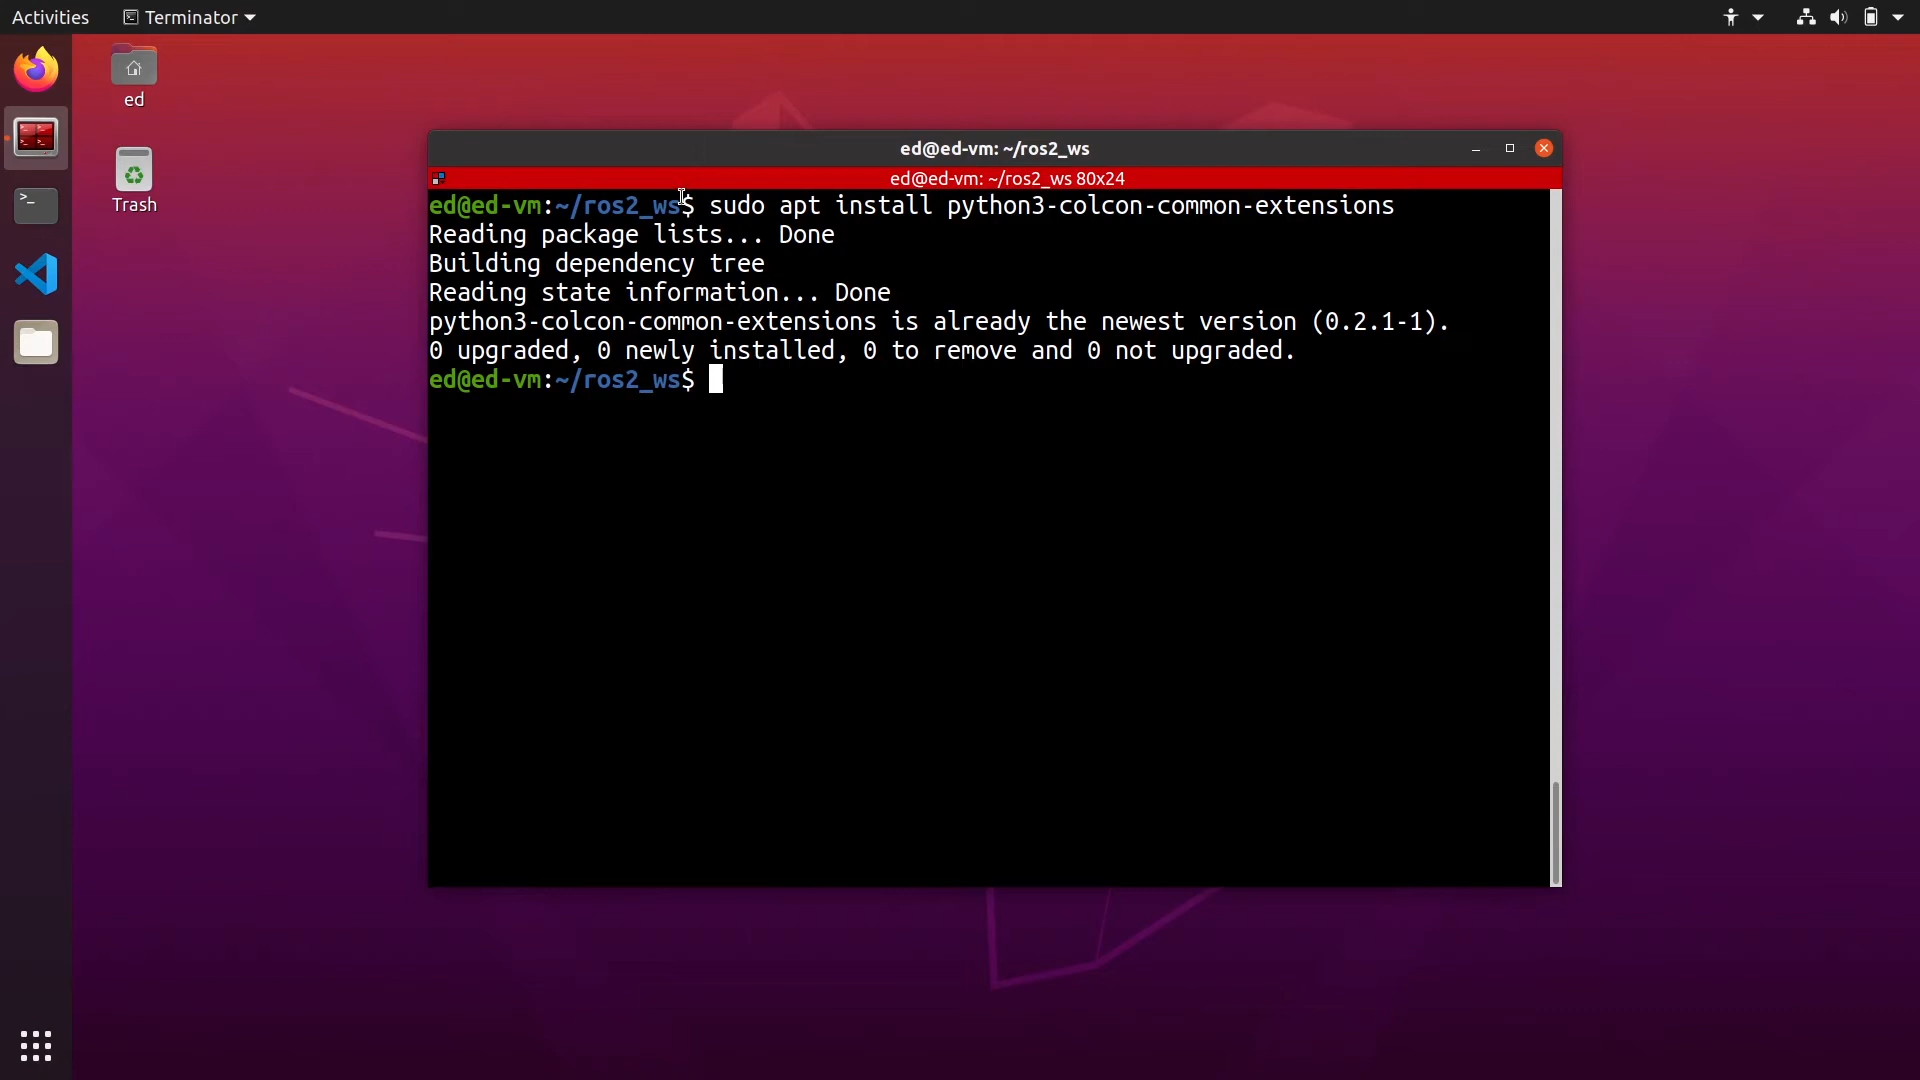 Activities
Terminator
ed
Trash
ed@ed-vm: ~/ros2_ws
ed@ed-vm: ~/ros2_ws 80x24
ed@ed-vm:~/ros2_ws$ sudo apt install python3-colcon-common-extensions
Reading package lists... Done
Building dependency tree
Reading state information... Done
python3-colcon-common-extensions is already the newest version (0.2.1-1).
0 upgraded, 0 newly installed, 0 to remove and 0 not upgraded.
ed@ed-vm:~/ros2_ws$